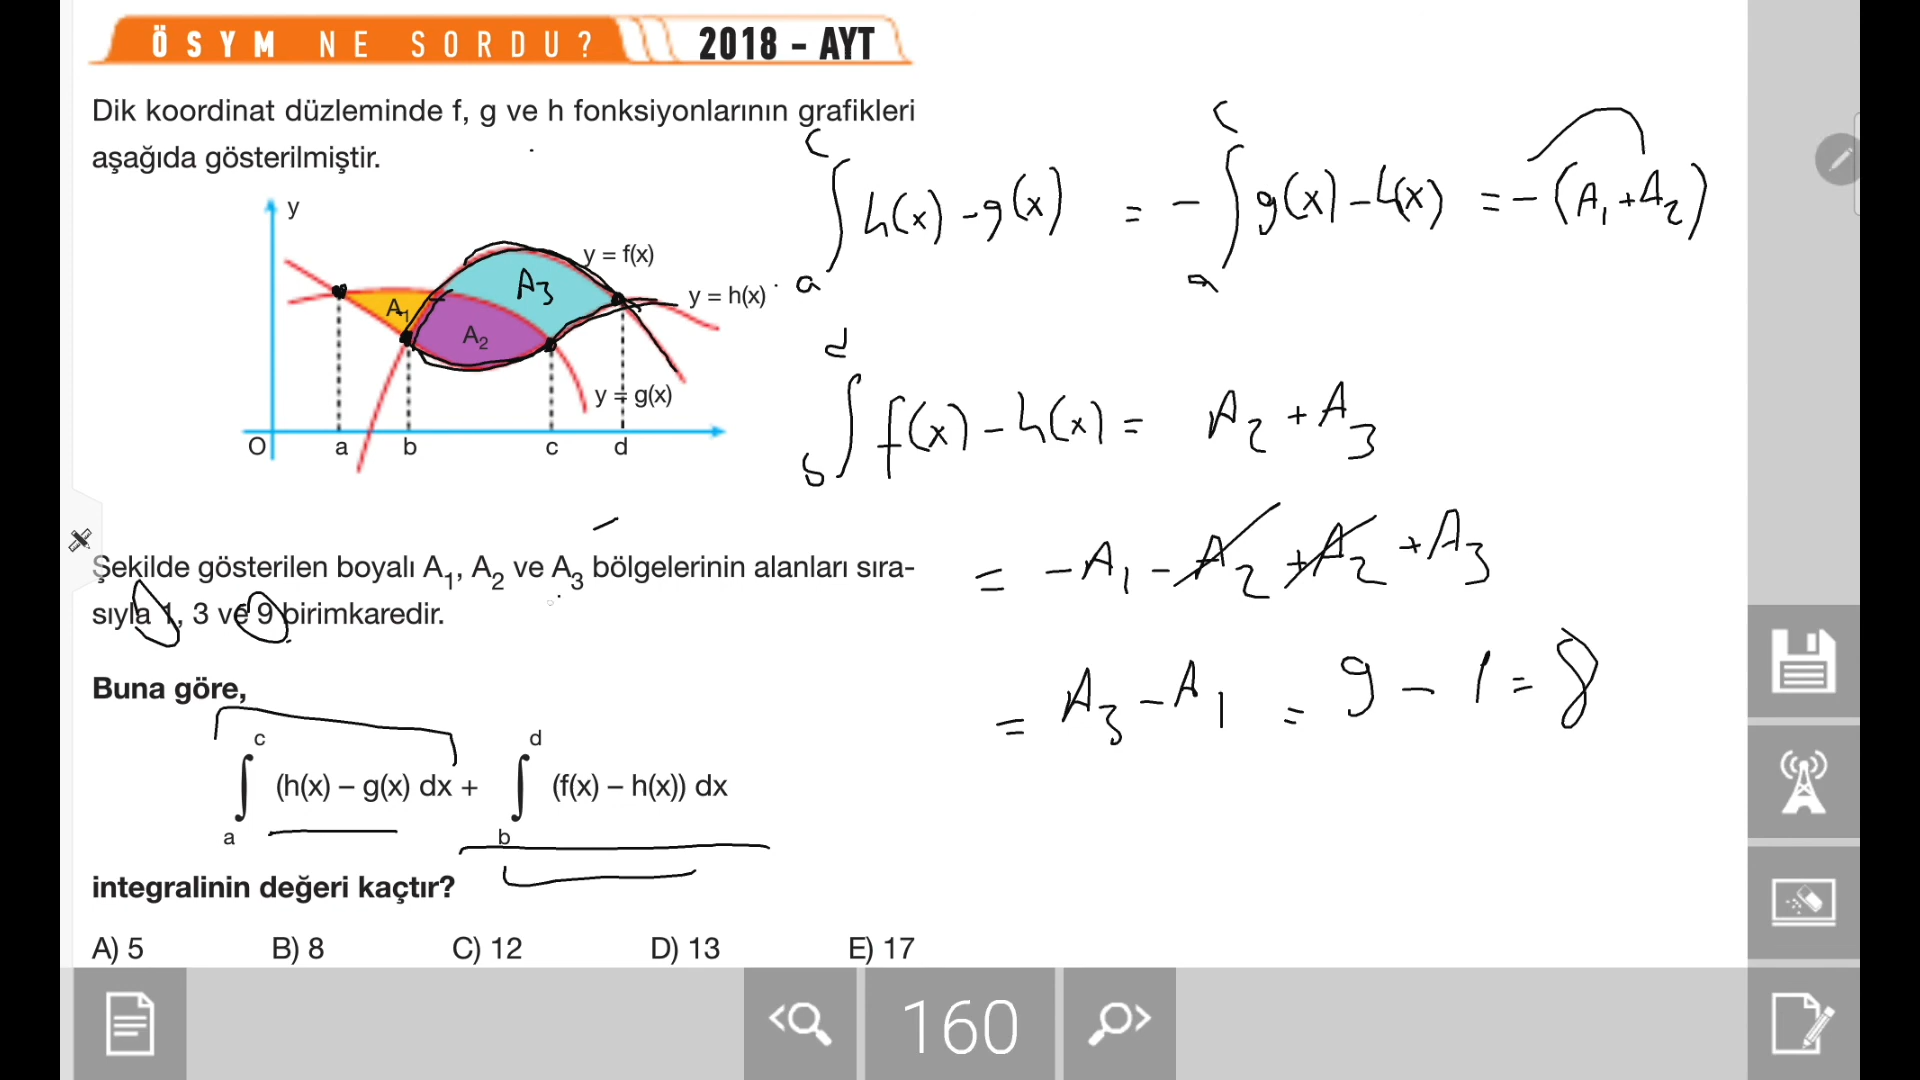 ÖSYM NE SORDU? 2018 - AYT
Dik koordinat düzleminde f, g ve h fonksiyonlarının grafikleri
aşağıda gösterilmiştir.
y
y = f(x)
y = h(x)
A₃
A₁
A₂
y = g(x)
O a b c d
Şekilde gösterilen boyalı A₁, A₂ ve A₃ bölgelerinin alanları sıra-
sıyla 1, 3 ve 9 birimkaredir.
Buna göre,
c d
∫ (h(x) – g(x) dx + ∫ (f(x) – h(x)) dx
a b
integralinin değeri kaçtır?
A) 5 B) 8 C) 12 D) 13 E) 17
c c
∫ h(x) - g(x) = - ∫ g(x) - h(x) = - (A₁ + A₂)
a a
d
∫ f(x) - h(x) = A₂ + A₃
b
= -A₁ - A₂ + A₂ + A₃
= A₃ - A₁ = 9 - 1 = 8
160